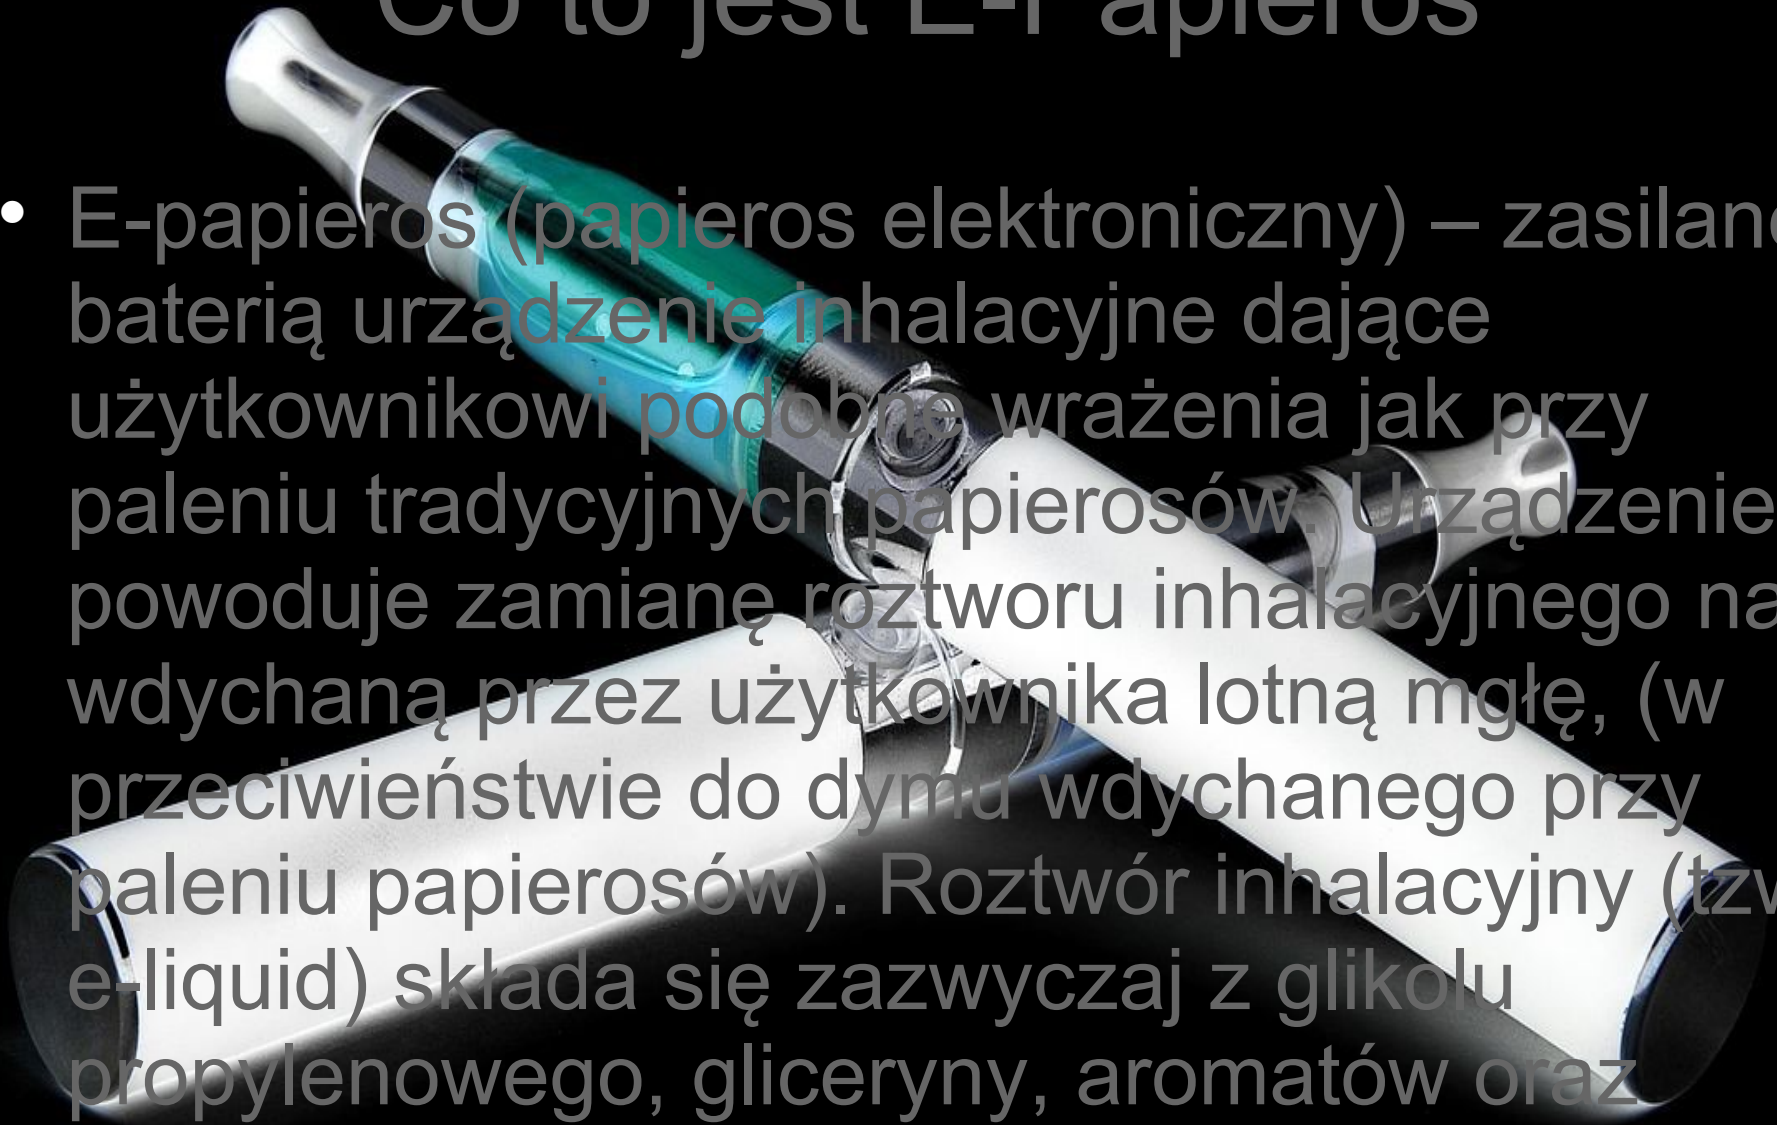 Co to jest E-Papieros
• E-papieros (papieros elektroniczny) – zasilane
baterią urządzenie inhalacyjne dające
użytkownikowi podobne wrażenia jak przy
paleniu tradycyjnych papierosów. Urządzenie
powoduje zamianę roztworu inhalacyjnego na
wdychaną przez użytkownika lotną mgłę, (w
przeciwieństwie do dymu wdychanego przy
paleniu papierosów). Roztwór inhalacyjny (tzw
e-liquid) składa się zazwyczaj z glikolu
propylenowego, gliceryny, aromatów oraz